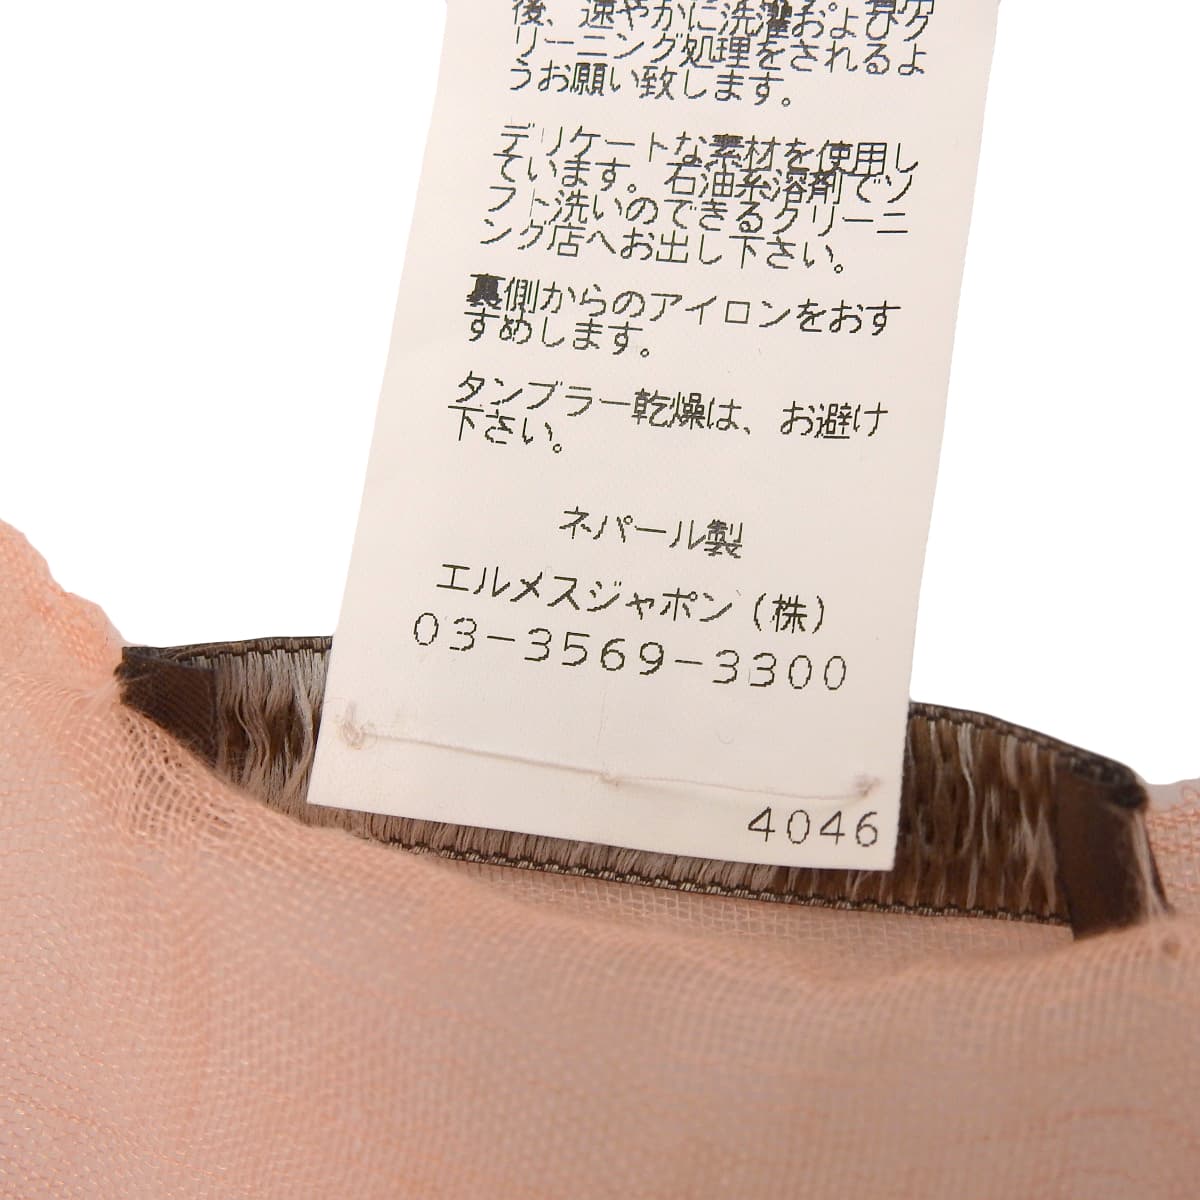 後、速やかに洗濯およびク
リーニング処理をされるよ
うお願い致します。
デリケートな素材を使用し
ています。石油系溶剤でソ
フト洗いのできるクリーニ
ング店へお出し下さい。
裏側からのアイロンをおす
すめします。
タンブラー乾燥は、お避け
下さい。
ネパール製
エルメスジャポン(株)
03-3569-3300
4046